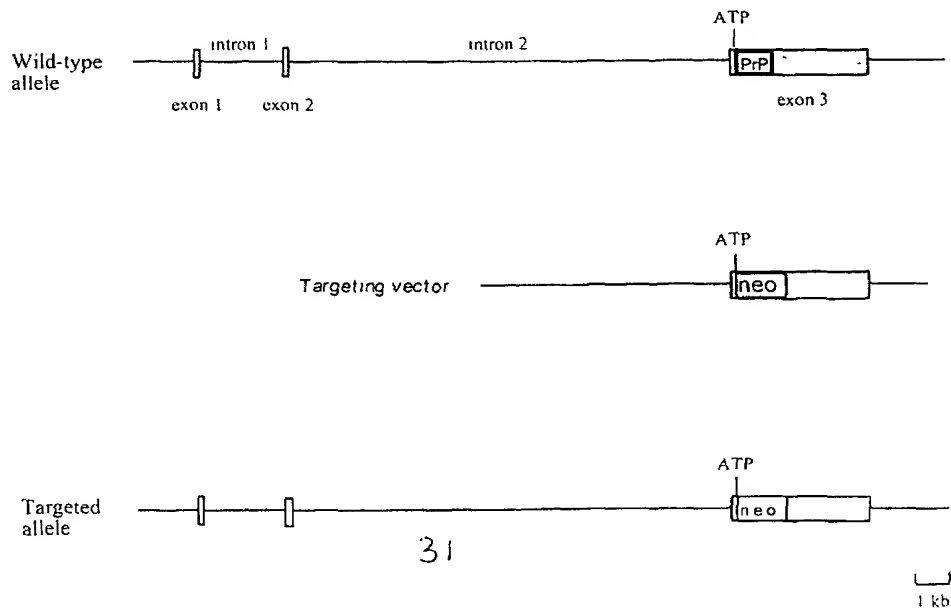 ATP
intron 1
intron 2
Wild-type
allele
PrP
exon 1
exon 2
exon 3
ATP
Targeting vector
neo
ATP
Targeted
allele
neo
31
1 kb